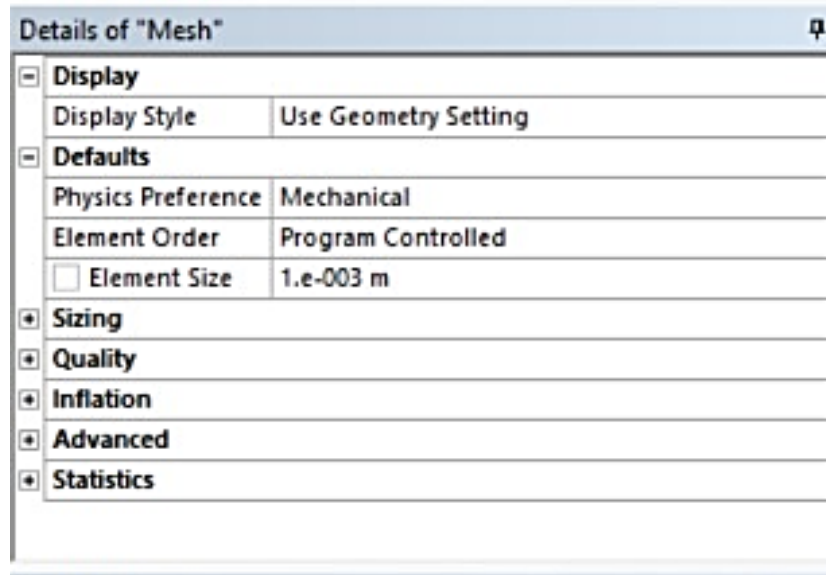 Details of "Mesh"
Display
Display Style Use Geometry Setting
Defaults
Physics Preference Mechanical
Element Order Program Controlled
Element Size 1.e-003 m
Sizing
Quality
Inflation
Advanced
Statistics